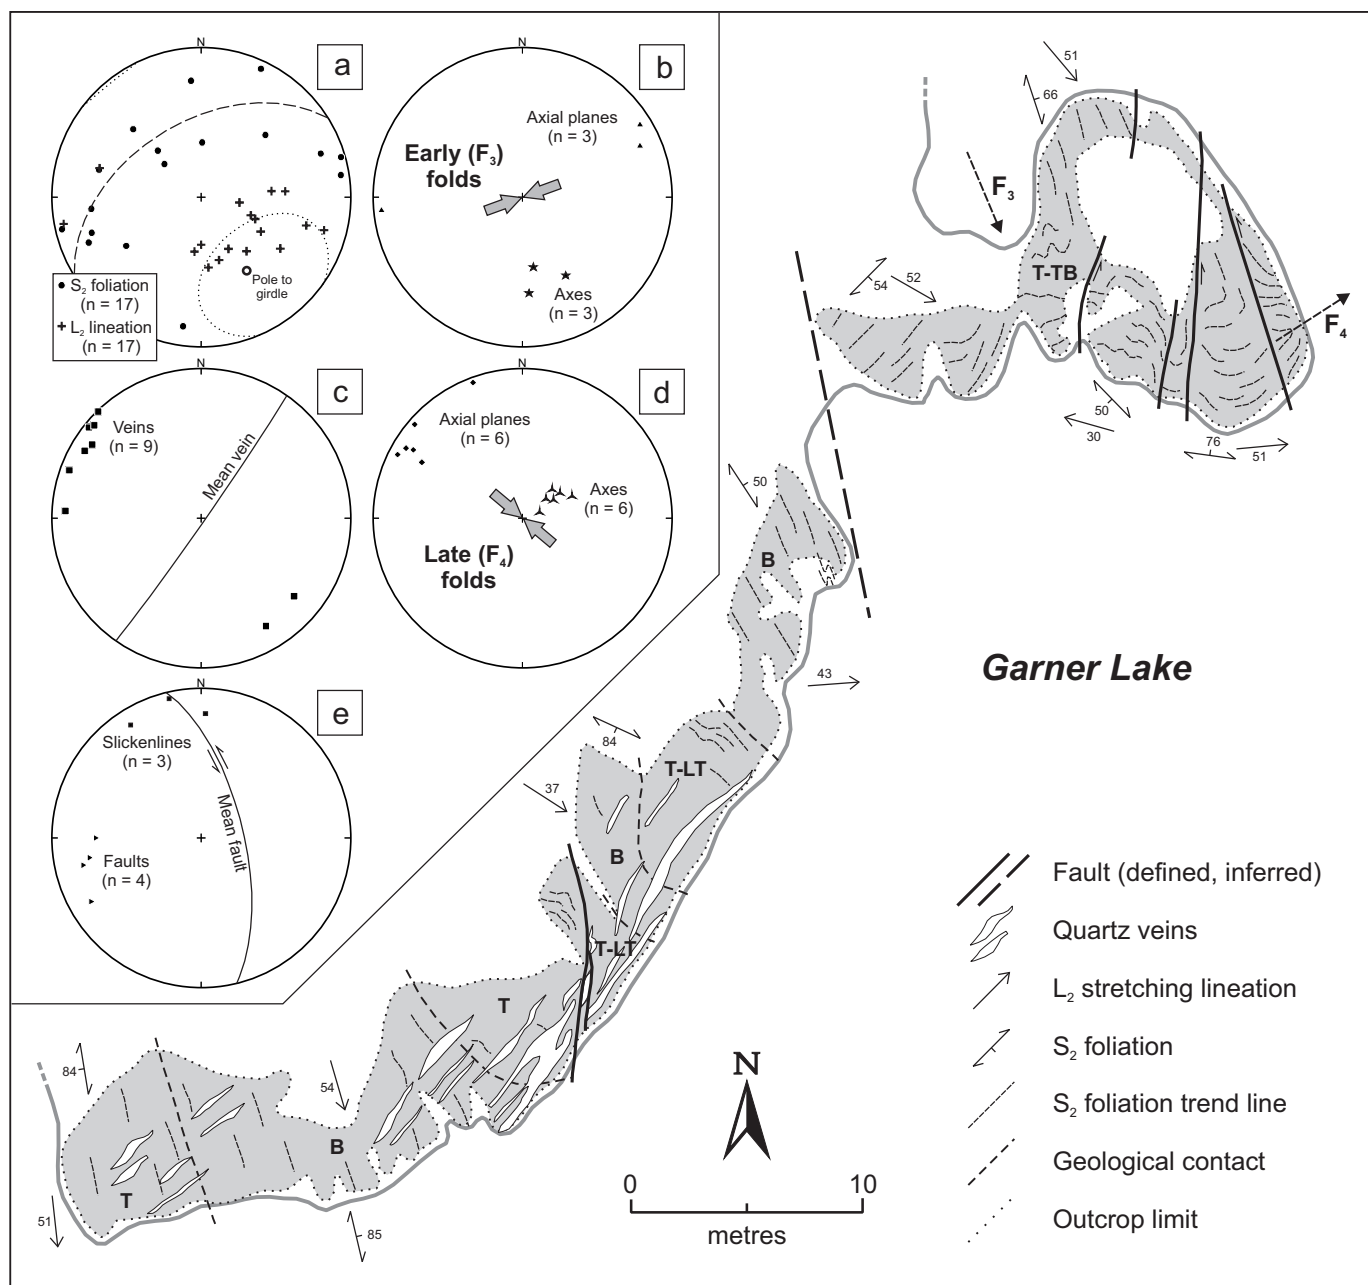 N
a
S2 foliation
(n = 17)
L2 lineation
(n = 17)
Pole to
girdle
N
b
Axial planes
(n = 3)
Early (F3)
folds
Axes
(n = 3)
N
c
Veins
(n = 9)
Mean vein
N
d
Axial planes
(n = 6)
Axes
(n = 6)
Late (F4)
folds
N
e
Slickenlines
(n = 3)
Mean fault
Faults
(n = 4)
51
66
F3
T-TB
54
52
F4
50
30
76
51
50
B
43
Garner Lake
84
T-LT
37
B
T-LT
T
84
54
B
T
51
85
N
0
10
metres
Fault (defined, inferred)
Quartz veins
L2 stretching lineation
S2 foliation
S2 foliation trend line
Geological contact
Outcrop limit